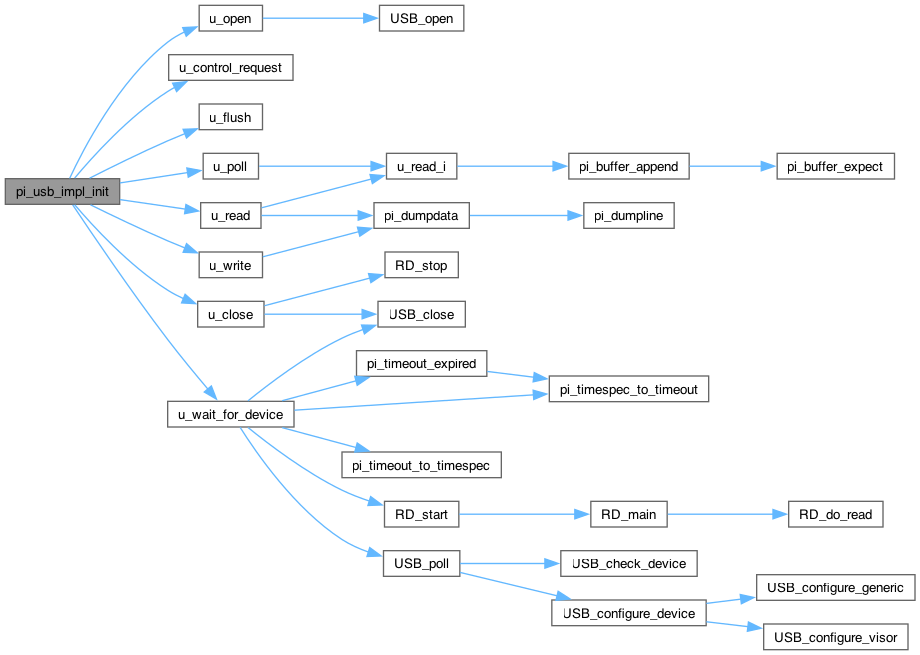 pi_usb_impl_init
u_open
USB_open
u_control_request
u_flush
u_poll
u_read_i
pi_buffer_append
pi_buffer_expect
u_read
pi_dumpdata
pi_dumpline
u_write
RD_stop
u_close
USB_close
pi_timeout_expired
pi_timespec_to_timeout
u_wait_for_device
pi_timeout_to_timespec
RD_start
RD_main
RD_do_read
USB_poll
USB_check_device
USB_configure_device
USB_configure_generic
USB_configure_visor